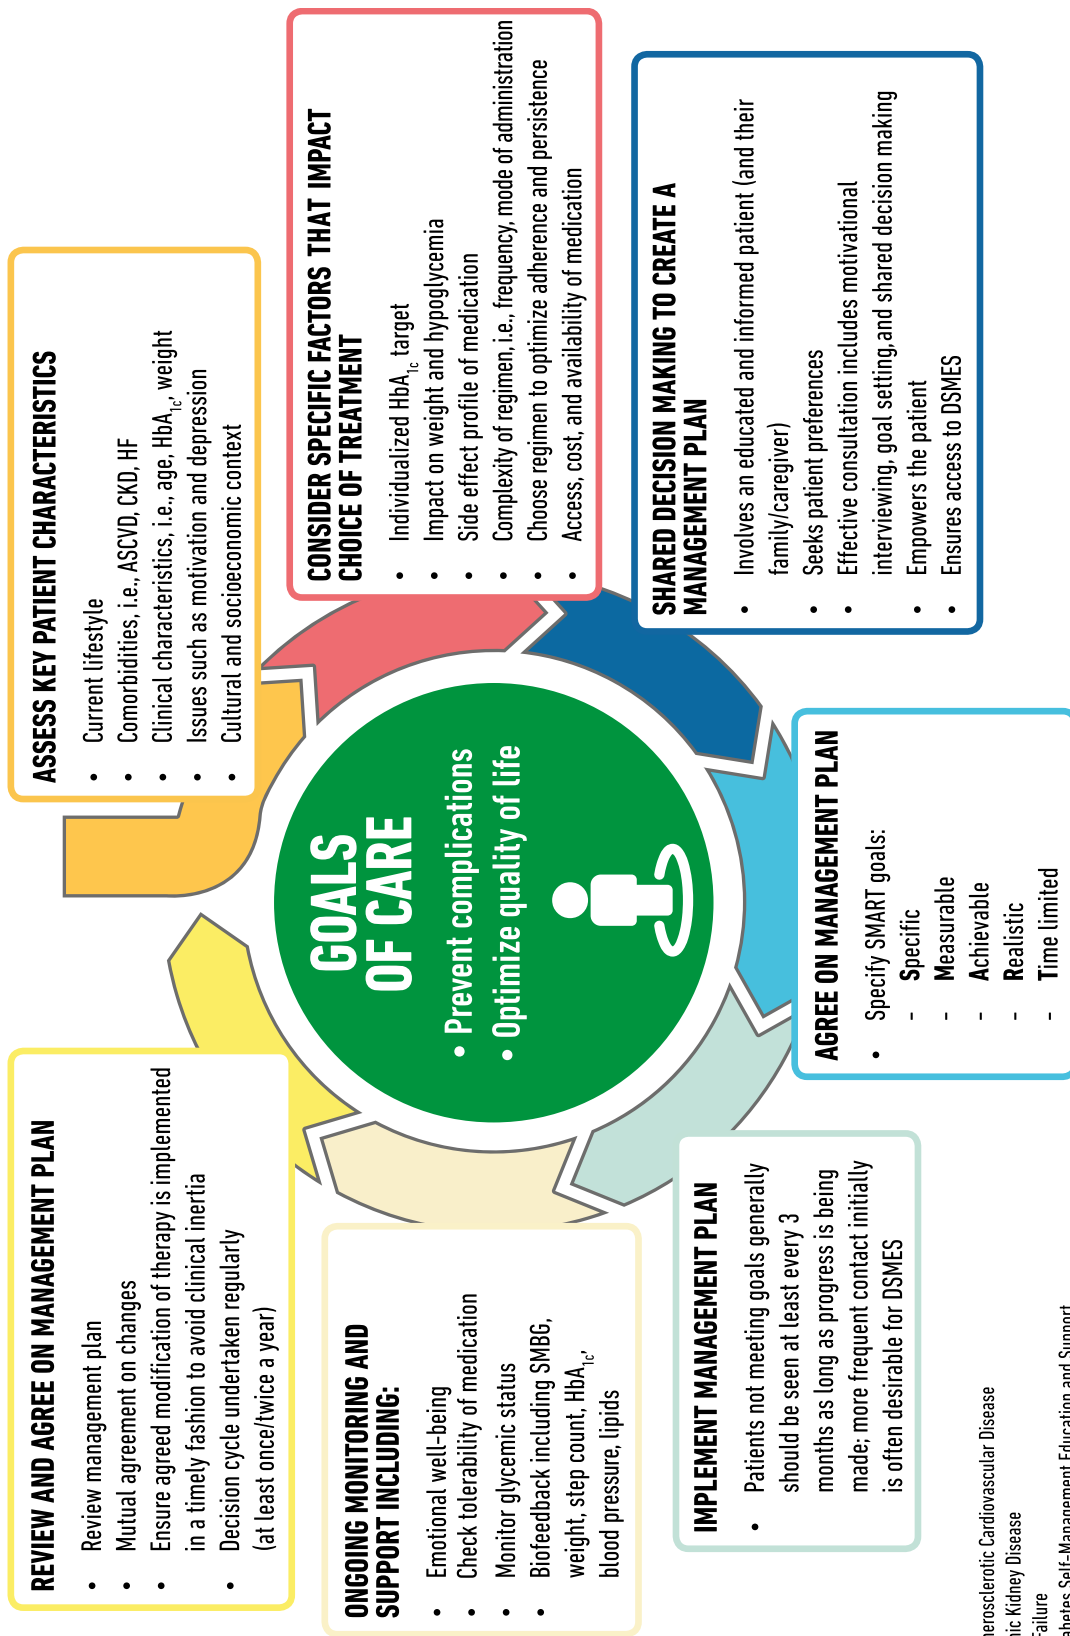 REVIEW AND AGREE ON MANAGEMENT PLAN
• Review management plan
• Mutual agreement on changes
• Ensure agreed modification of therapy is implemented
in a timely fashion to avoid clinical inertia
• Decision cycle undertaken regularly
(at least once/twice a year)
ASSESS KEY PATIENT CHARACTERISTICS
• Current lifestyle
• Comorbidities, i.e., ASCVD, CKD, HF
• Clinical characteristics, i.e., age, HbA1c, weight
• Issues such as motivation and depression
• Cultural and socioeconomic context
CONSIDER SPECIFIC FACTORS THAT IMPACT
CHOICE OF TREATMENT
• Individualized HbA1c target
• Impact on weight and hypoglycemia
• Side effect profile of medication
• Complexity of regimen, i.e., frequency, mode of administration
• Choose regimen to optimize adherence and persistence
• Access, cost, and availability of medication
SHARED DECISION MAKING TO CREATE A
MANAGEMENT PLAN
• Involves an educated and informed patient (and their
family/caregiver)
• Seeks patient preferences
• Effective consultation includes motivational
interviewing, goal setting,and shared decision making
• Empowers the patient
• Ensures access to DSMES
AGREE ON MANAGEMENT PLAN
• Specify SMART goals:
- Specific
- Measurable
- Achievable
- Realistic
- Time limited
IMPLEMENT MANAGEMENT PLAN
• Patients not meeting goals generally
should be seen at least every 3
months as long as progress is being
made; more frequent contact initially
is often desirable for DSMES
ONGOING MONITORING AND
SUPPORT INCLUDING:
• Emotional well-being
• Check tolerability of medication
• Monitor glycemic status
• Biofeedback including SMBG,
weight, step count, HbA1c,
blood pressure, lipids
GOALS
OF CARE
• Prevent complications
• Optimize quality of life
Cardiovascular Disease
Kidney Disease
Failure
Self-Management Education and Support